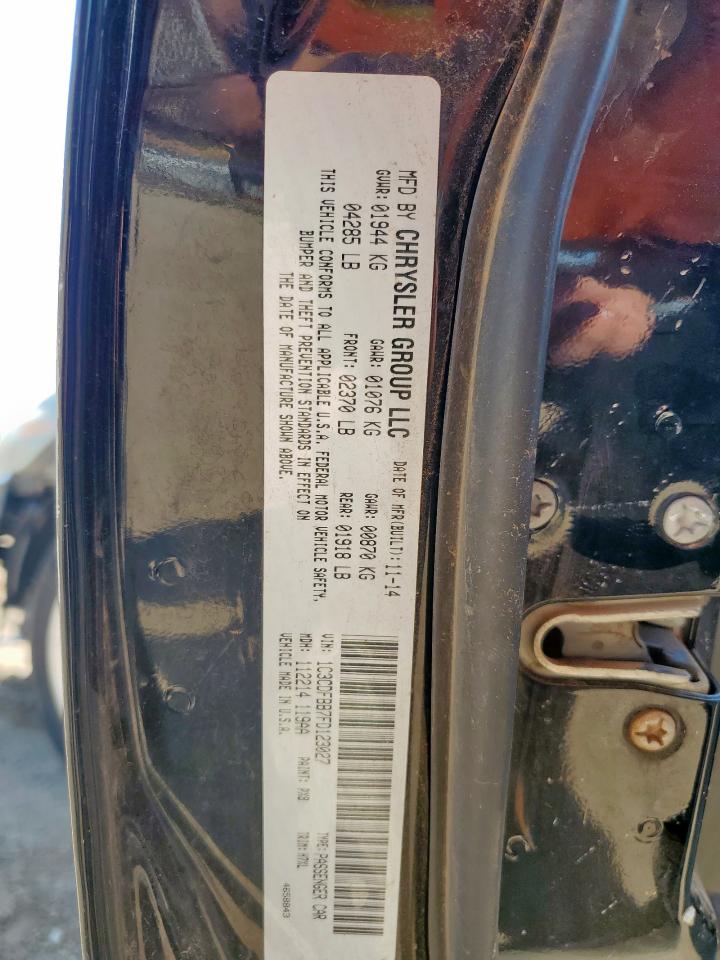 MFD BY CHRYSLER GROUP LLC DATE OF MFR(BUILT): 11-14
GVWR: 01944 KG GAWR: 01076 KG GAWR: 00870 KG
04285 LB FRONT: 02370 LB REAR: 01918 LB
THIS VEHICLE CONFORMS TO ALL APPLICABLE U.S.A. FEDERAL MOTOR VEHICLE SAFETY,
BUMPER AND THEFT PREVENTION STANDARDS IN EFFECT ON
THE DATE OF MANUFACTURE SHOWN ABOVE.
VIN: 1C3CDFBB7FD123027 TYPE: PASSENGER CAR
MDH: 112214 119AA PAINT: PX8 TRIM: H7XL
VEHICLE MADE IN U.S.A. 4658843